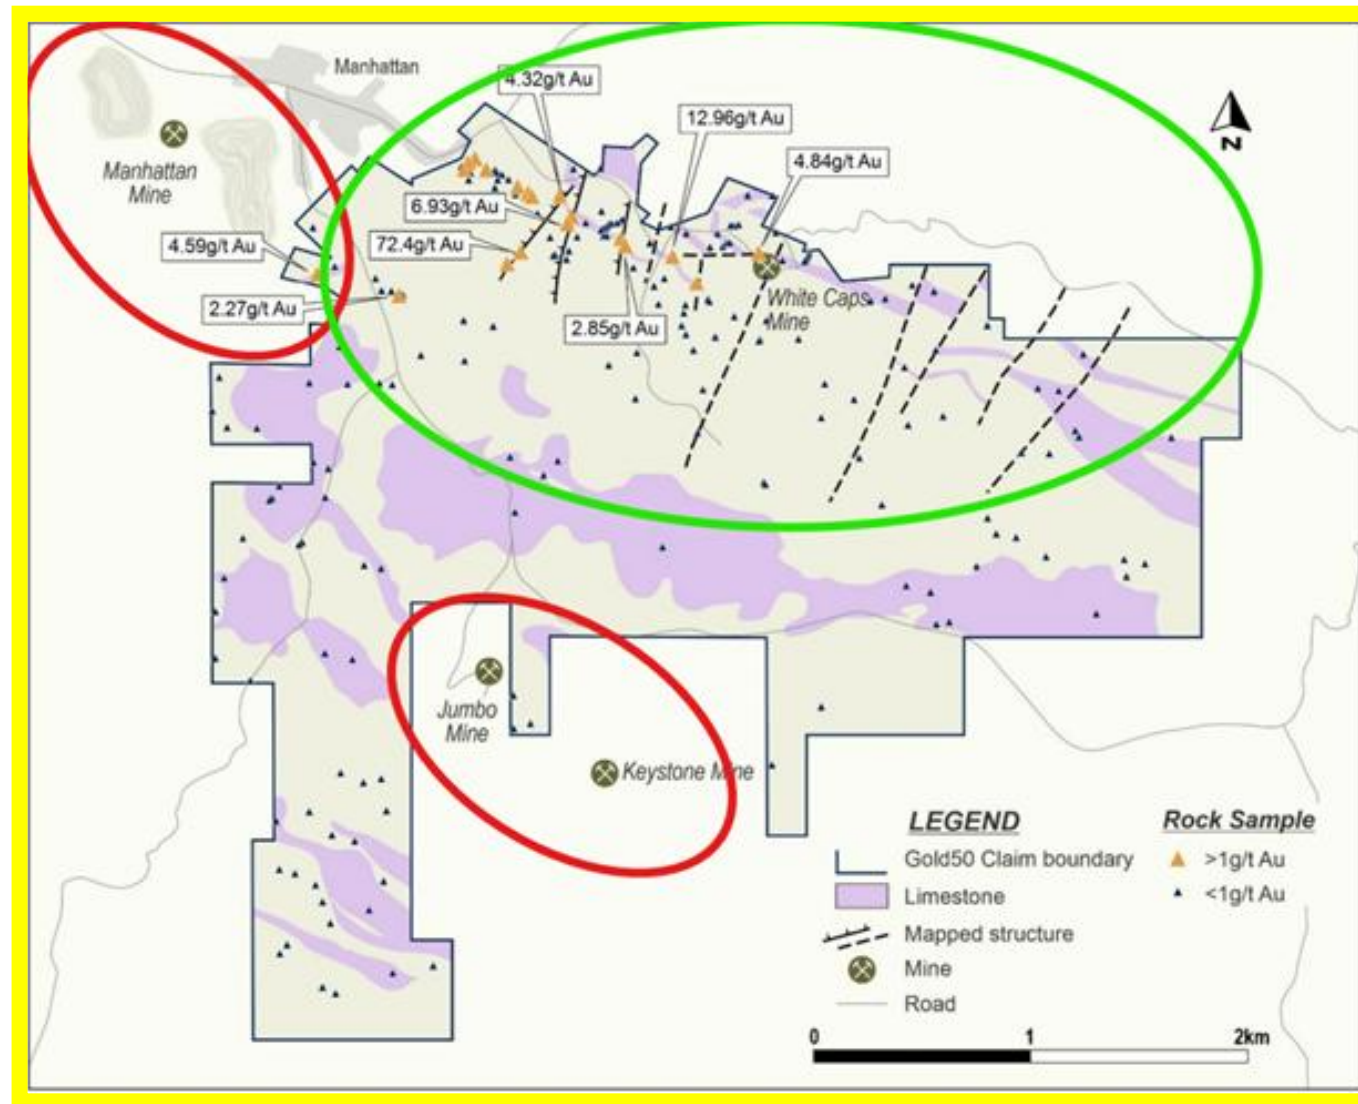 Manhattan
4.32g/t Au
12.96g/t Au
4.84g/t Au
Manhattan
Mine
6.93g/t Au
4.59g/t Au
72.4g/t Au
2.27g/t Au
2.85g/t Au
White Caps
Mine
N
Jumbo
Mine
Keystone Mine
LEGEND
Gold50 Claim boundary
Limestone
Mapped structure
Mine
Road
Rock Sample
>1g/t Au
<1g/t Au
0 1 2km